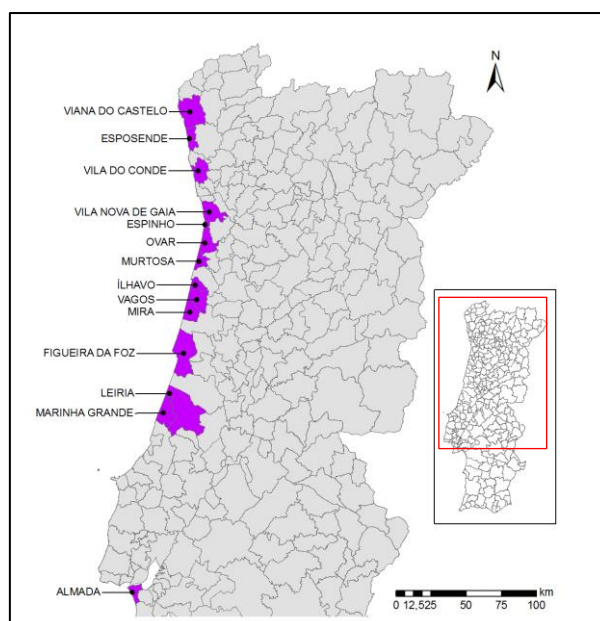 N
VIANA DO CASTELO
ESPOSENDE
VILA DO CONDE
VILA NOVA DE GAIA
ESPINHO
OVAR
MURTOSA
ÍLHAVO
VAGOS
MIRA
FIGUEIRA DA FOZ
LEIRIA
MARINHA GRANDE
ALMADA
km
0 12,525 50 75 100